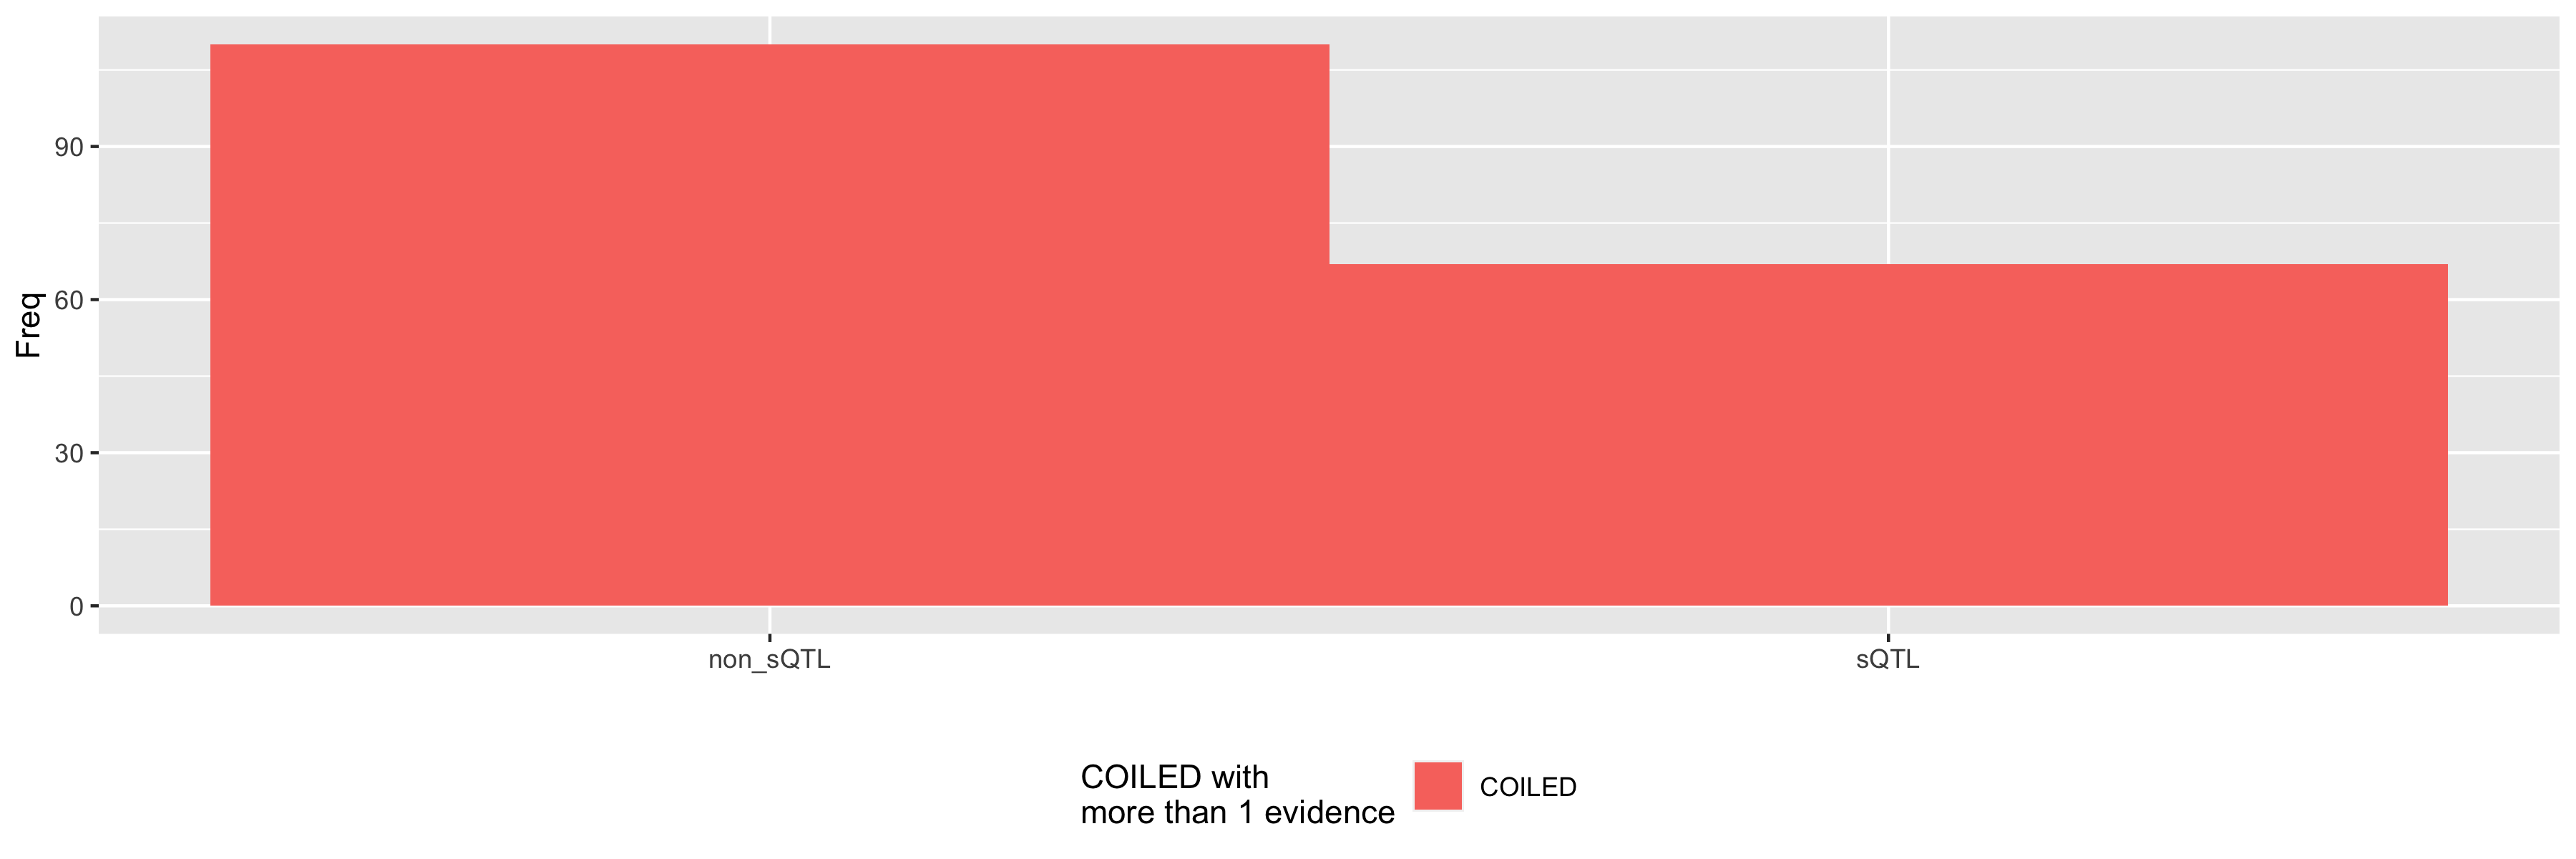 Freq
90
60
30
0
non_sQTL
sQTL
COILED with
more than 1 evidence
COILED